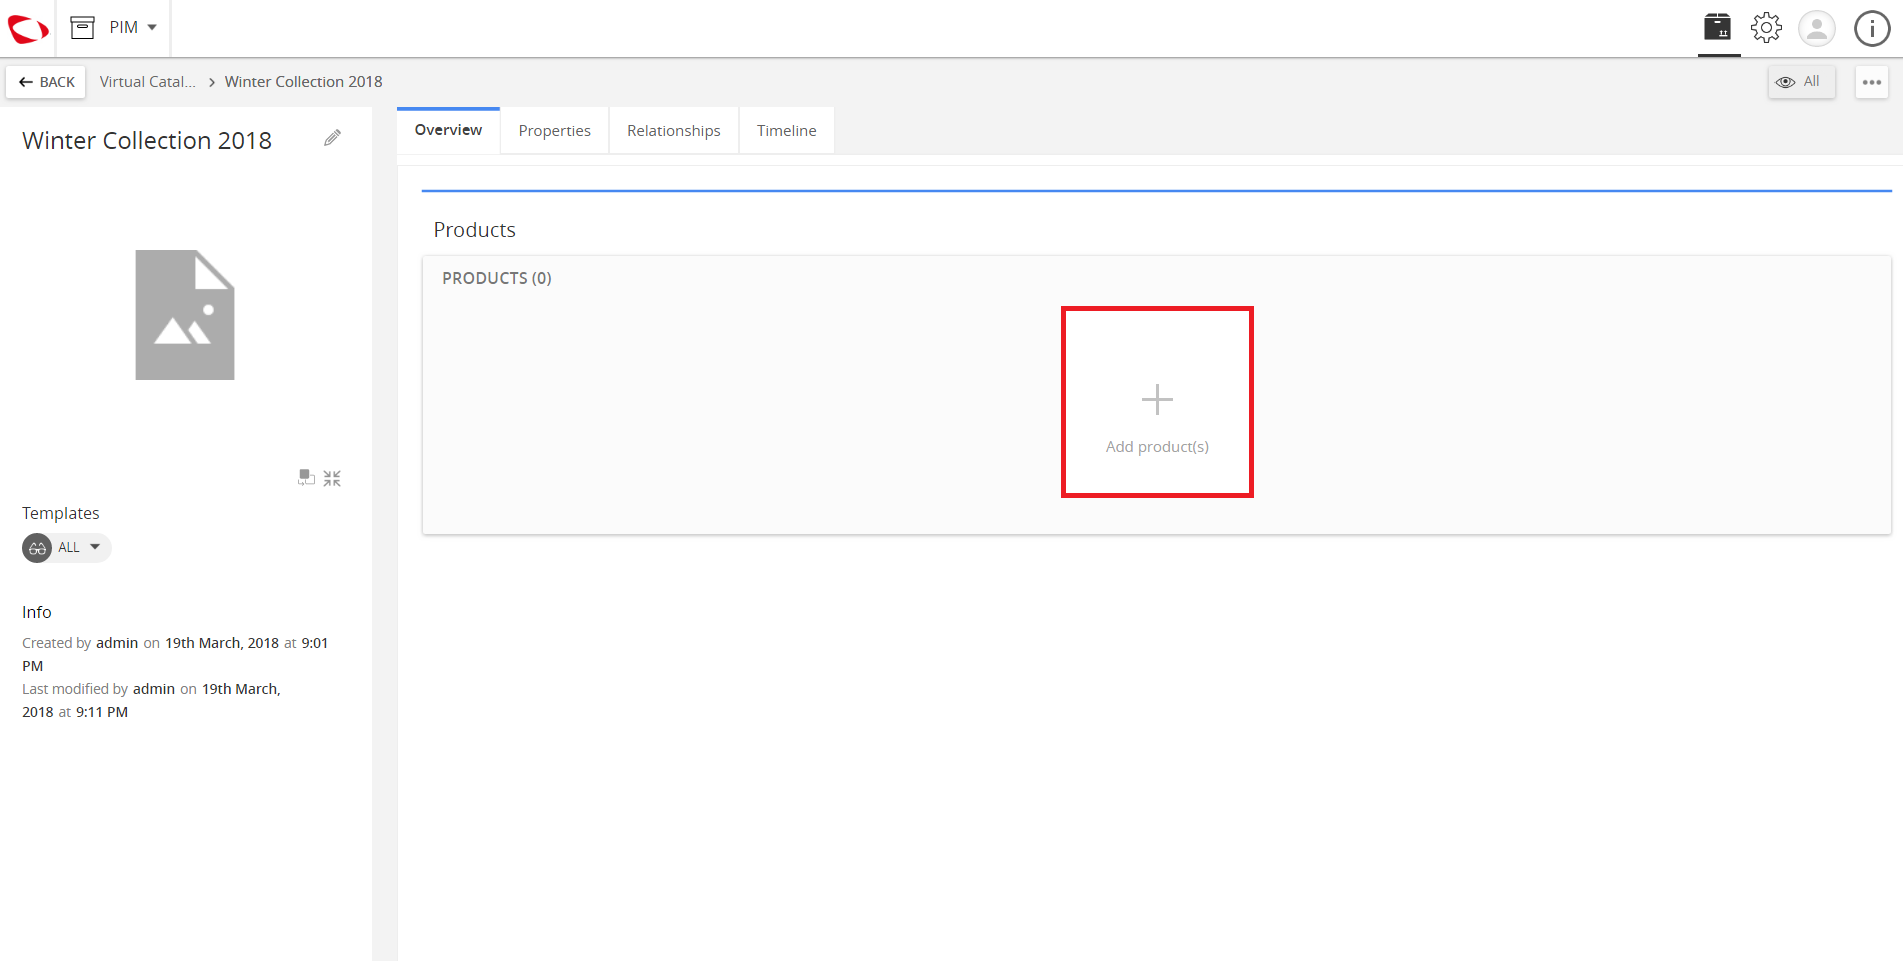 PIM
BACK
Virtual Catal... > Winter Collection 2018
All
Winter Collection 2018
Overview
Properties
Relationships
Timeline
Products
PRODUCTS (0)
Add product(s)
Templates
ALL
Info
Created by admin on 19th March, 2018 at 9:01
PM
Last modified by admin on 19th March,
2018 at 9:11 PM